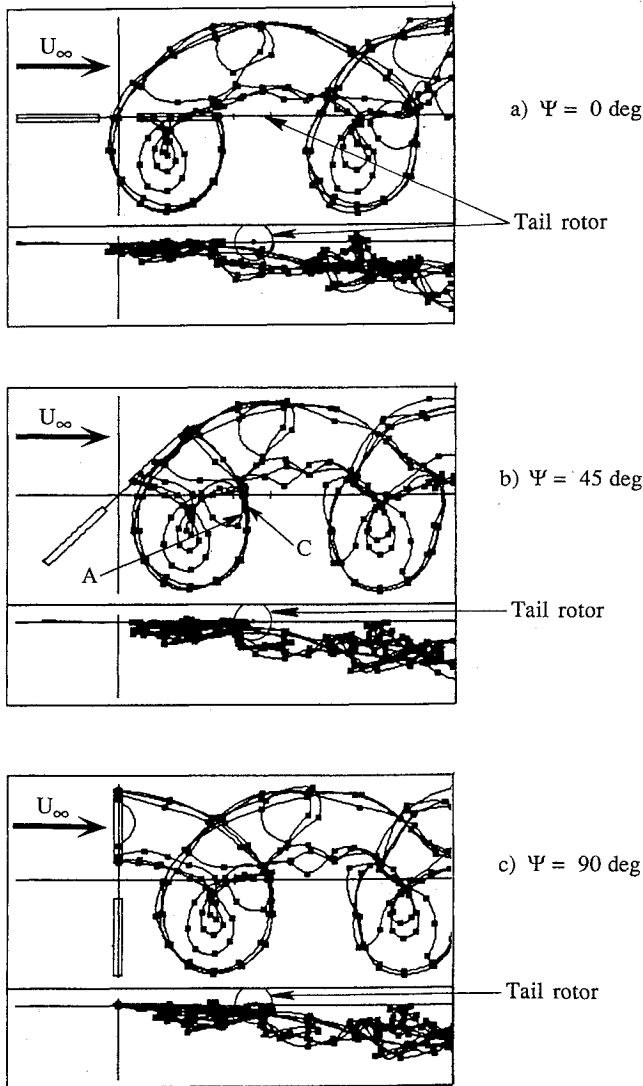 U∞
a) Ψ = 0 deg
Tail rotor
U∞
b) Ψ = 45 deg
A
C
Tail rotor
U∞
c) Ψ = 90 deg
Tail rotor